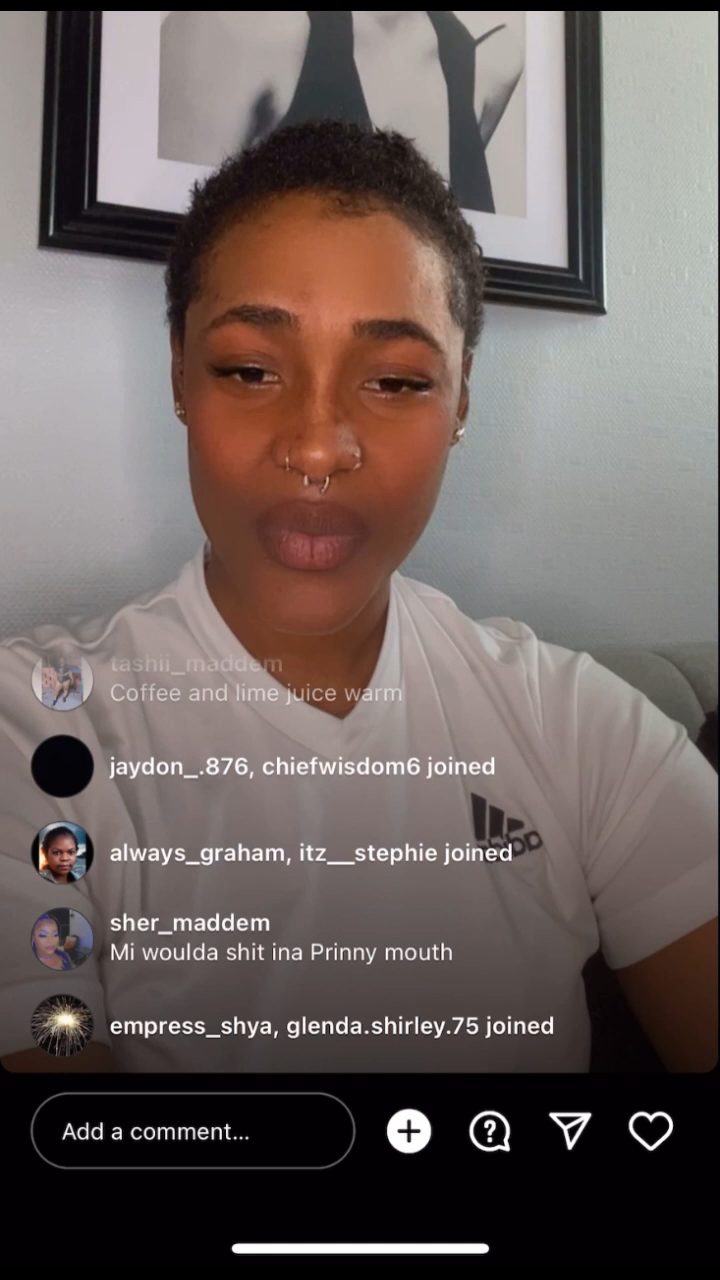 tashii_maddem
Coffee and lime juice warm
jaydon_.876, chiefwisdom6 joined
always_graham, itz__stephie joined
sher_maddem
Mi woulda shit ina Prinny mouth
empress_shya, glenda.shirley.75 joined
Add a comment...